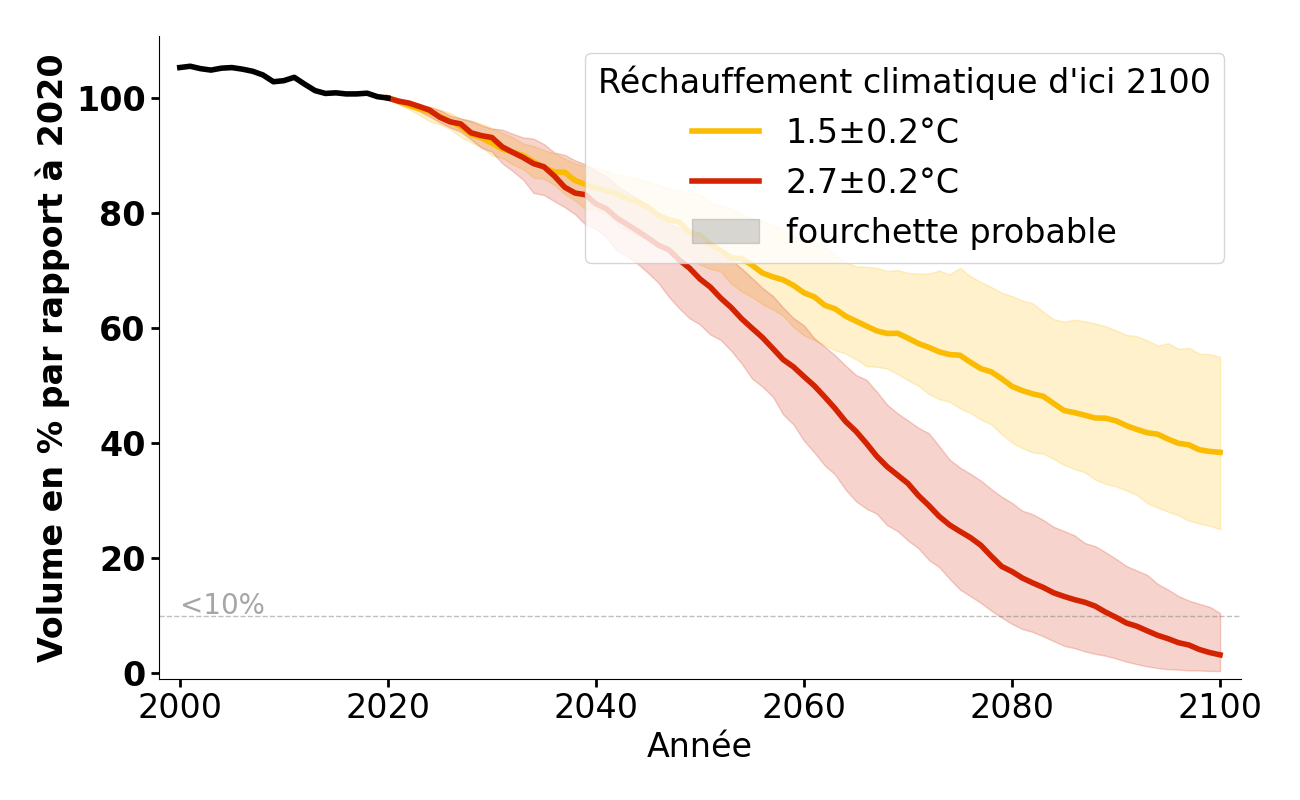 Volume en % par rapport à 2020
100
80
60
40
20
0
<10%
Réchauffement climatique d'ici 2100
1.5±0.2°C
2.7±0.2°C
fourchette probable
2000 2020 2040 2060 2080 2100
Année